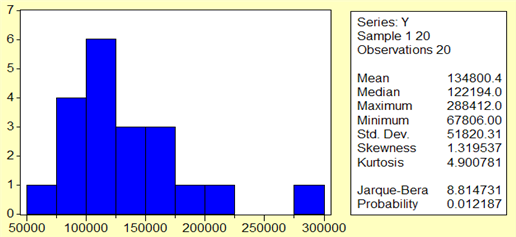 7
6
5
4
3
2
1
0
50000 100000 150000 200000 250000 300000
Series: Y
Sample 1 20
Observations 20
Mean 134800.4
Median 122194.0
Maximum 288412.0
Minimum 67806.00
Std. Dev. 51820.31
Skewness 1.319537
Kurtosis 4.900781
Jarque-Bera 8.814731
Probability 0.012187